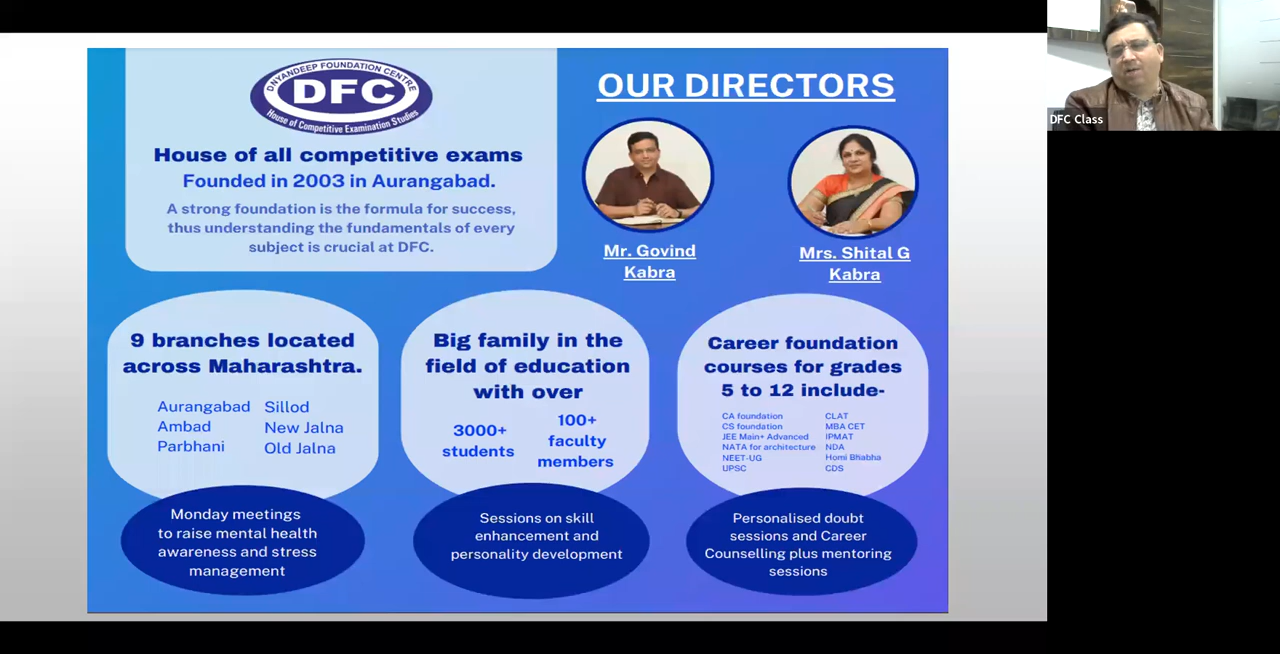 DNYANDEEP FOUNDATION CENTRE
DFC
House of Competitive Examination Studies
House of all competitive exams
Founded in 2003 in Aurangabad.
A strong foundation is the formula for success,
thus understanding the fundamentals of every
subject is crucial at DFC.
OUR DIRECTORS
Mr. Govind
Kabra
Mrs. Shital G
Kabra
DFC Class
9 branches located
across Maharashtra.
Aurangabad
Ambad
Parbhani
Sillod
New Jalna
Old Jalna
Monday meetings
to raise mental health
awareness and stress
management
Big family in the
field of education
with over
3000+
students
100+
faculty
members
Sessions on skill
enhancement and
personality development
Career foundation
courses for grades
5 to 12 include-
CA foundation
CS foundation
JEE Main+ Advanced
NATA for architecture
NEET-UG
UPSC
CLAT
MBA CET
IPMAT
NDA
Homi Bhabha
CDS
Personalised doubt
sessions and Career
Counselling plus mentoring
sessions